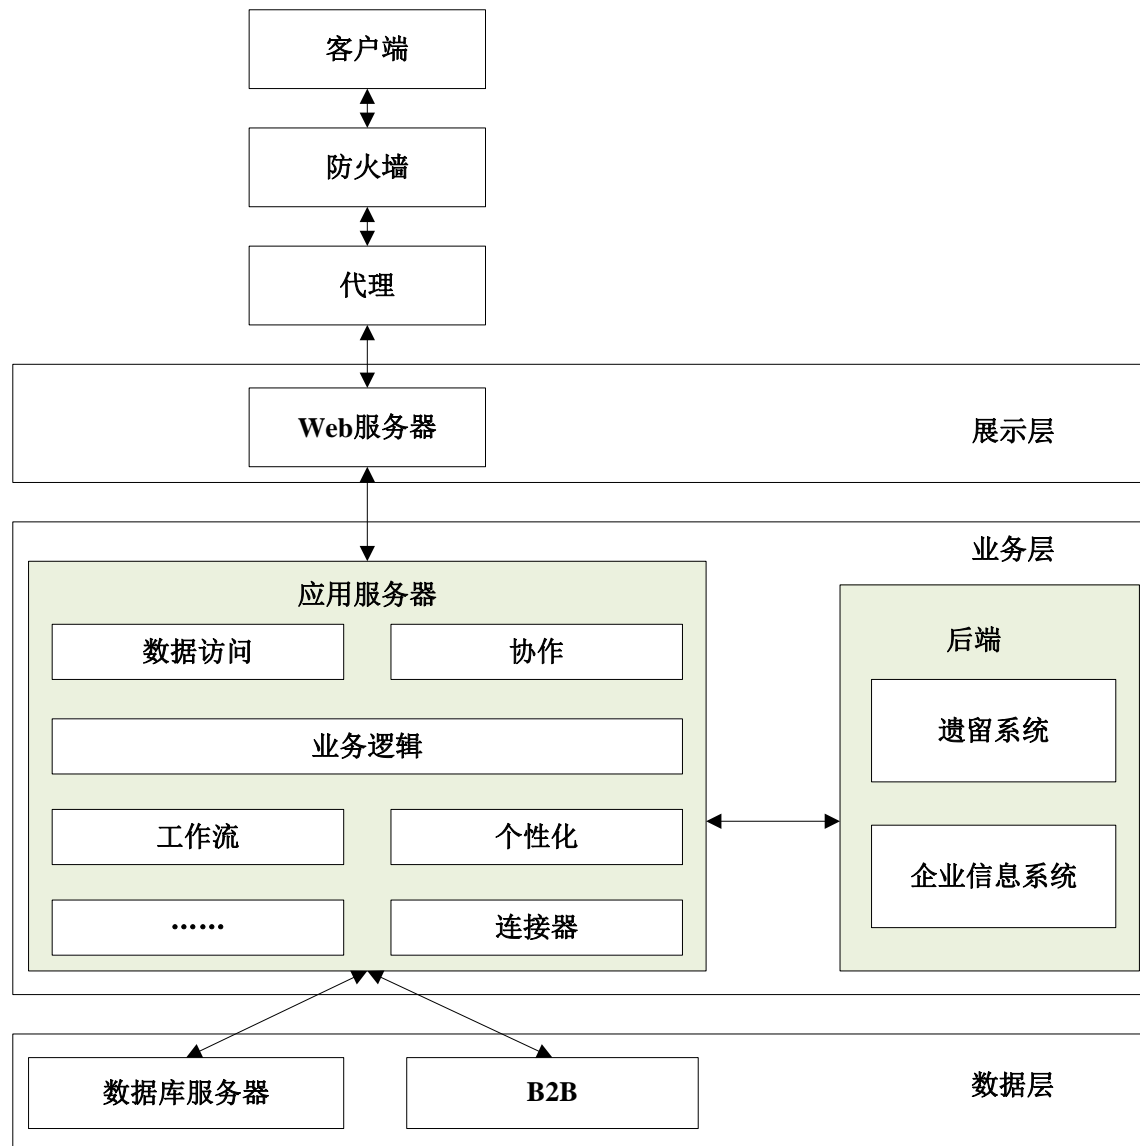 客户端
防火墙
代理
Web服务器
展示层
业务层
应用服务器
数据访问
协作
业务逻辑
工作流
个性化
……
连接器
后端
遗留系统
企业信息系统
数据库服务器
B2B
数据层